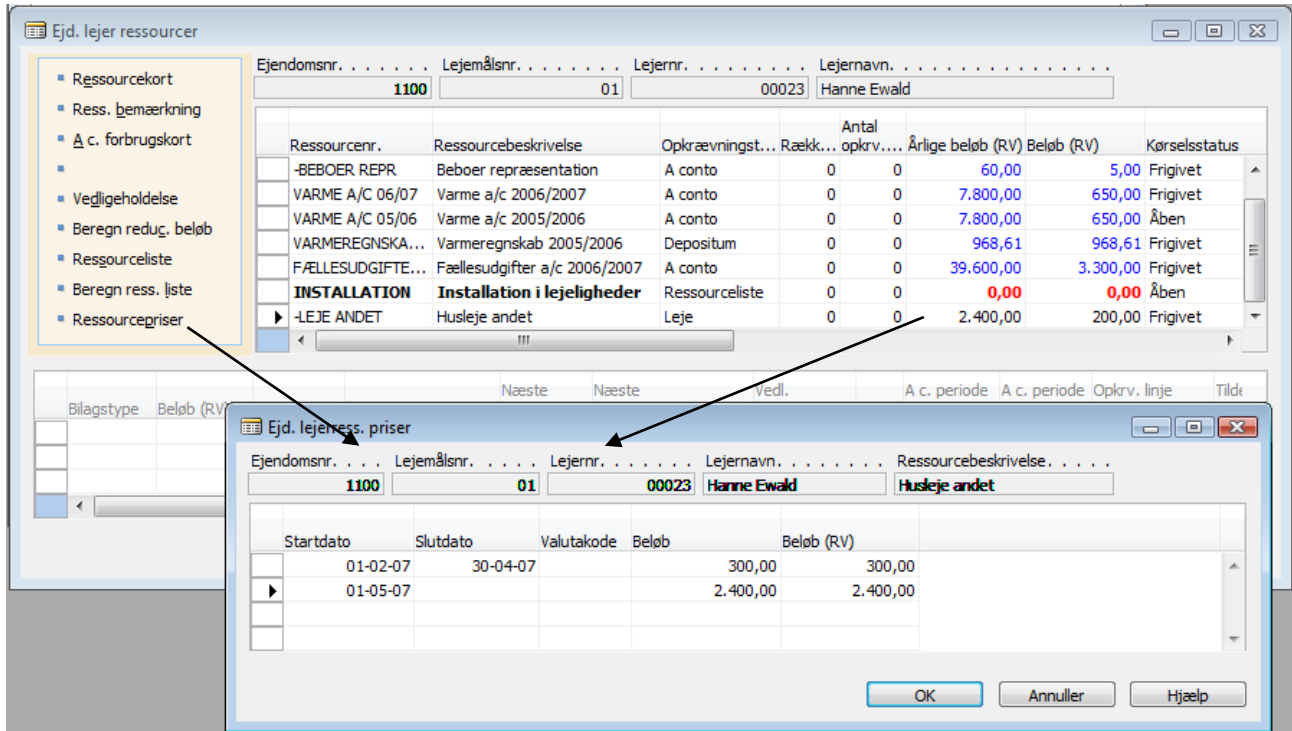 Ejd. lejer ressourcer
Ressourcekort
Ress. bemærkning
A c. forbrugskort
Vedligeholdelse
Beregn reduc. beløb
Ressourceliste
Beregn ress. liste
Ressourcepriser
Ejendomsnr. . . . . . . Lejemålsnr. . . . . . . . Lejernr. . . . . . . . . . Lejernavn. . . . . . . . . . . . . . . . .
1100 01 00023 Hanne Ewald
Antal
Ressourcenr. Ressourcebeskrivelse Opkrævningst... Rækk... opkrv.... Årlige beløb (RV) Beløb (RV) Kørselsstatus
-BEBOER REPR Beboer repræsentation A conto 0 0 60,00 5,00 Frigivet
VARME A/C 06/07 Varme a/c 2006/2007 A conto 0 0 7.800,00 650,00 Frigivet
VARME A/C 05/06 Varme a/c 2005/2006 A conto 0 0 7.800,00 650,00 Åben
VARMEREGNSKA... Varmeregnskab 2005/2006 Depositum 0 0 968,61 968,61 Frigivet
FÆLLESUDGIFTE... Fællesudgifter a/c 2006/2007 A conto 0 0 39.600,00 3.300,00 Frigivet
INSTALLATION Installation i lejeligheder Ressourceliste 0 0 0,00 0,00 Åben
-LEJE ANDET Husleje andet Leje 0 0 2.400,00 200,00 Frigivet
Næste Næste Vedl. A c. periode A c. periode Opkrv. linje
Bilagstype Beløb (RV)
Ejd. lejerress. priser
Ejendomsnr. . . . . Lejemålsnr. . . . . . Lejernr. . . . . . . . Lejernavn. . . . . . . . . Ressourcebeskrivelse. . . . .
1100 01 00023 Hanne Ewald Husleje andet
Startdato Slutdato Valutakode Beløb Beløb (RV)
01-02-07 30-04-07 300,00 300,00
01-05-07 2.400,00 2.400,00
OK Annuller Hjælp